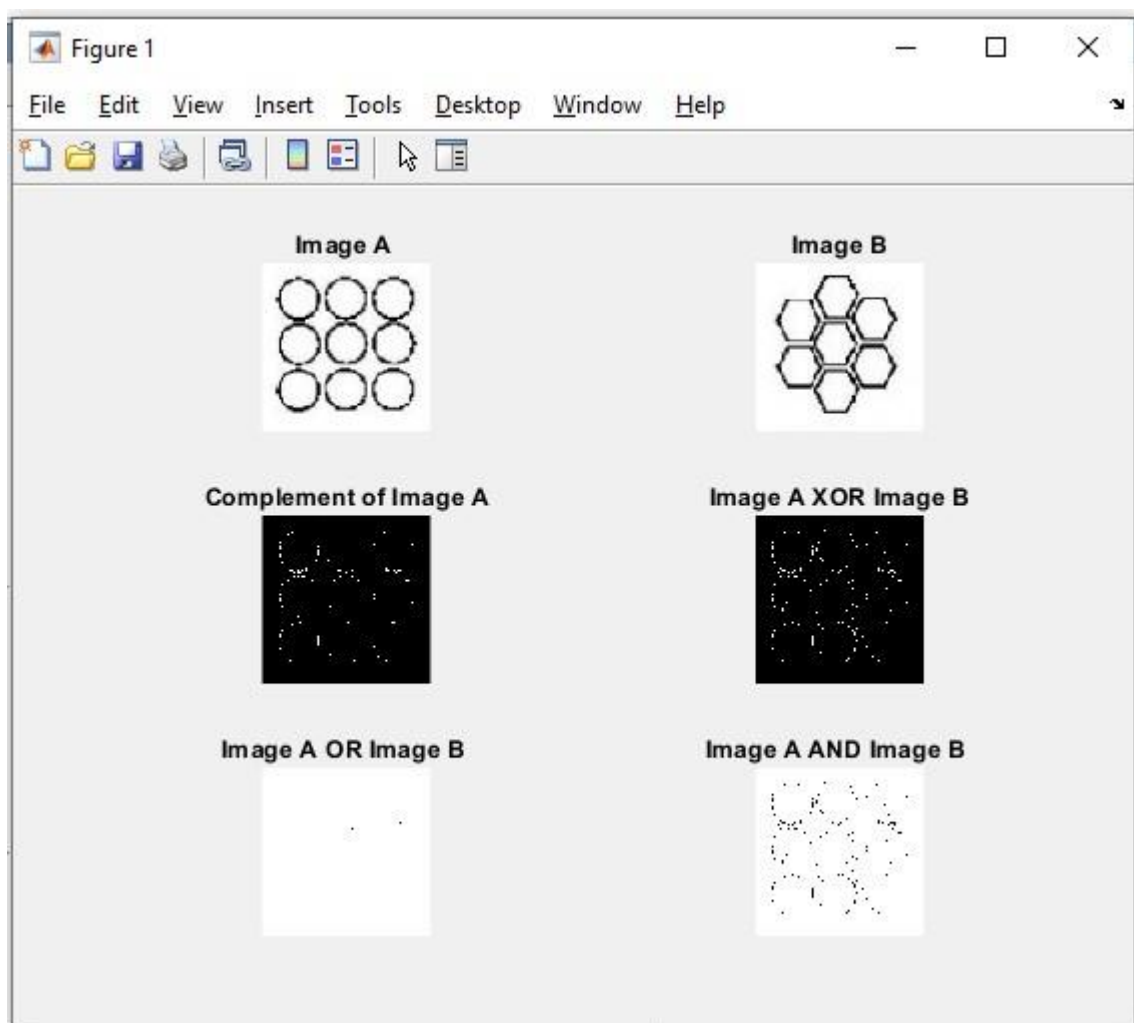 Figure 1
File Edit View Insert Tools Desktop Window Help
Image A
Image B
Complement of Image A
Image A XOR Image B
Image A OR Image B
Image A AND Image B